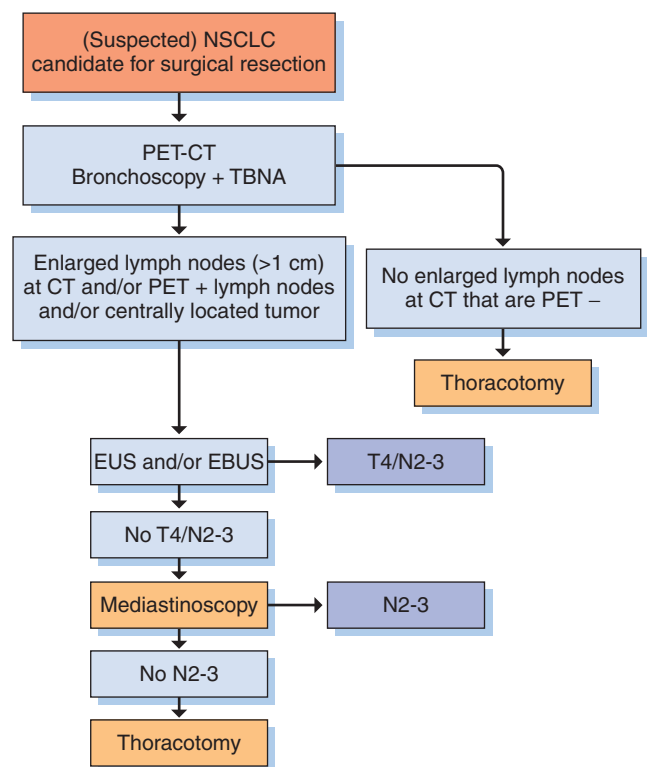 (Suspected) NSCLC
candidate for surgical resection
PET-CT
Bronchoscopy + TBNA
Enlarged lymph nodes (>1 cm)
at CT and/or PET + lymph nodes
and/or centrally located tumor
No enlarged lymph nodes
at CT that are PET –
Thoracotomy
EUS and/or EBUS
T4/N2-3
No T4/N2-3
Mediastinoscopy
N2-3
No N2-3
Thoracotomy